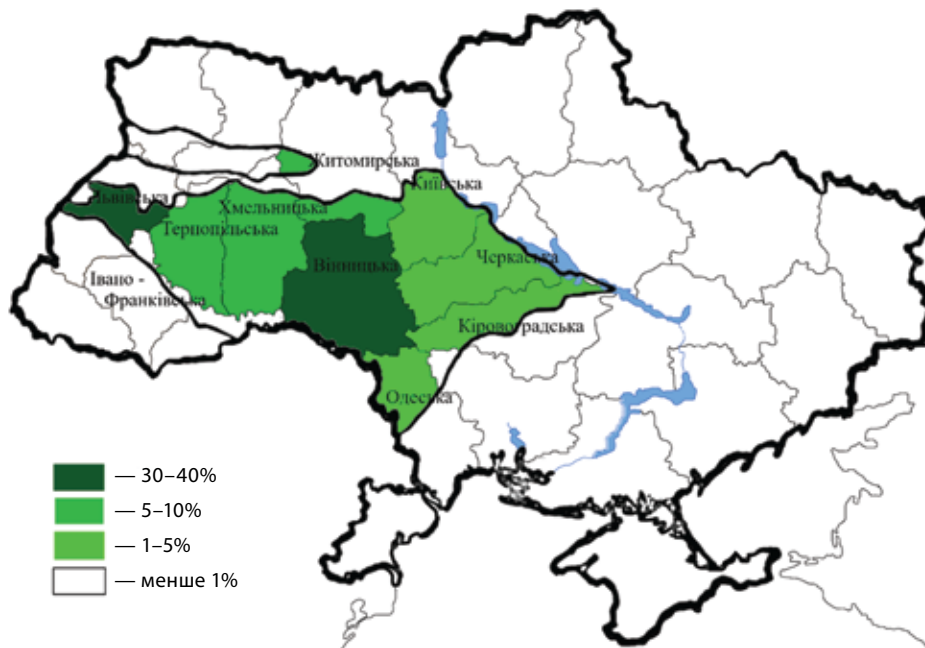 Житомирська
Київська
Львівська
Хмельницька
Тернопільська
Черкаська
Вінницька
Івано -
Франківська
Кіровоградська
Одеська
— 30–40%
— 5–10%
— 1–5%
— менше 1%